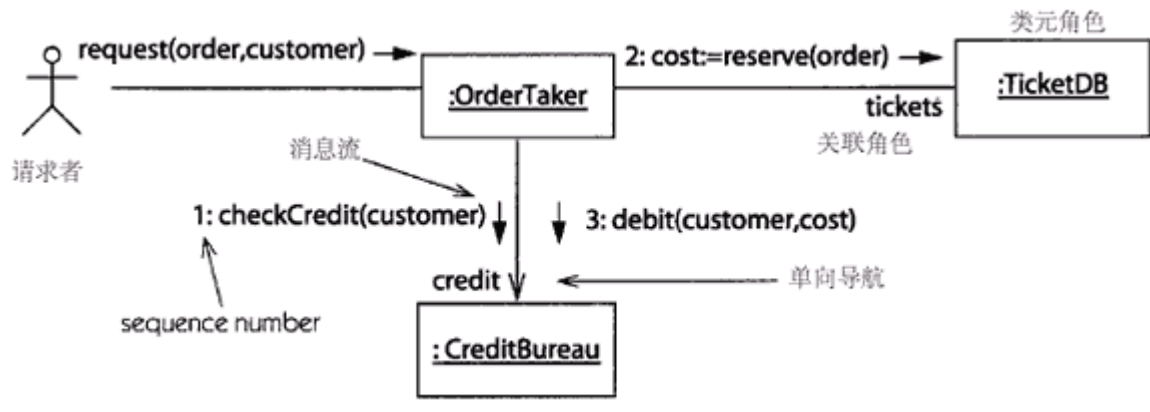 类元角色
request(order,customer)
2: cost:=reserve(order)
:OrderTaker
:TicketDB
tickets
关联角色
请求者
消息流
1: checkCredit(customer)
3: debit(customer,cost)
credit
单向导航
sequence number
: CreditBureau